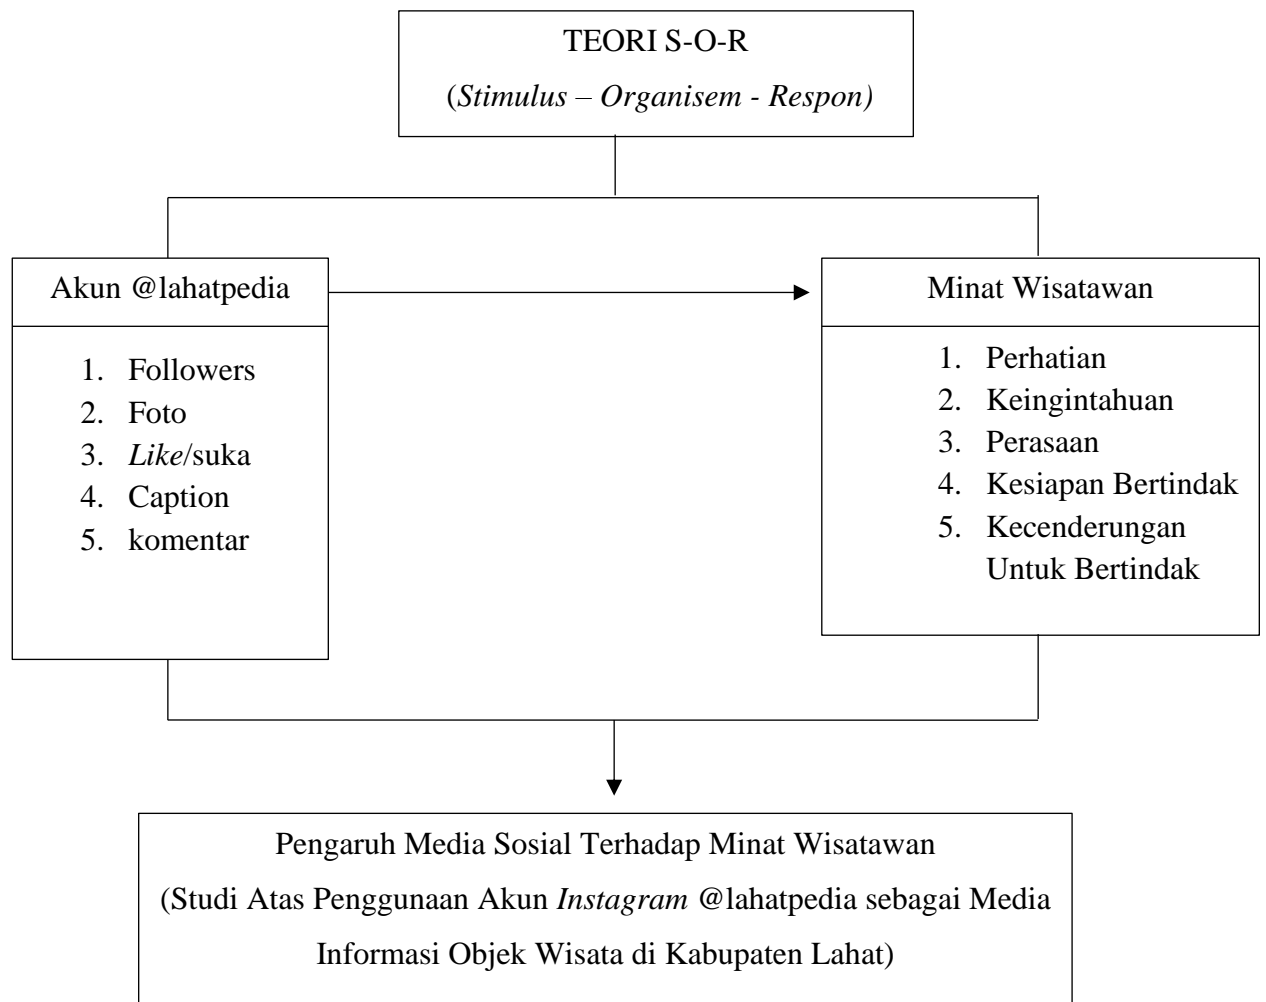 TEORI S-O-R
(Stimulus – Organisem - Respon)
Akun @lahatpedia
1. Followers
2. Foto
3. Like/suka
4. Caption
5. komentar
Minat Wisatawan
1. Perhatian
2. Keingintahuan
3. Perasaan
4. Kesiapan Bertindak
5. Kecenderungan
Untuk Bertindak
Pengaruh Media Sosial Terhadap Minat Wisatawan
(Studi Atas Penggunaan Akun Instagram @lahatpedia sebagai Media
Informasi Objek Wisata di Kabupaten Lahat)